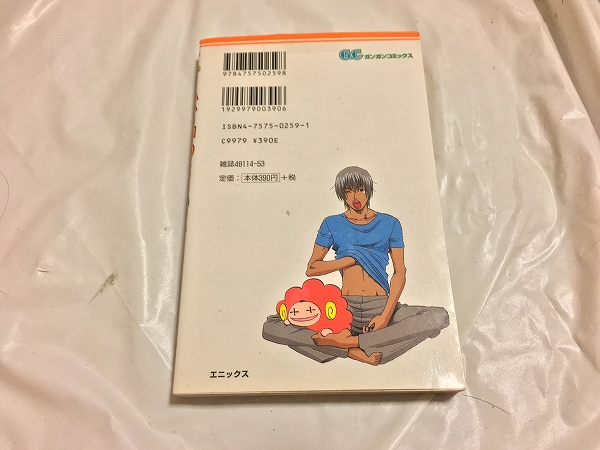 GC ガンガンコミックス
9784757502598
1929979003906
ISBN4-7575-0259-1
C9979 ¥390E
雑誌48114-53
定価：本体390円+税
エニックス